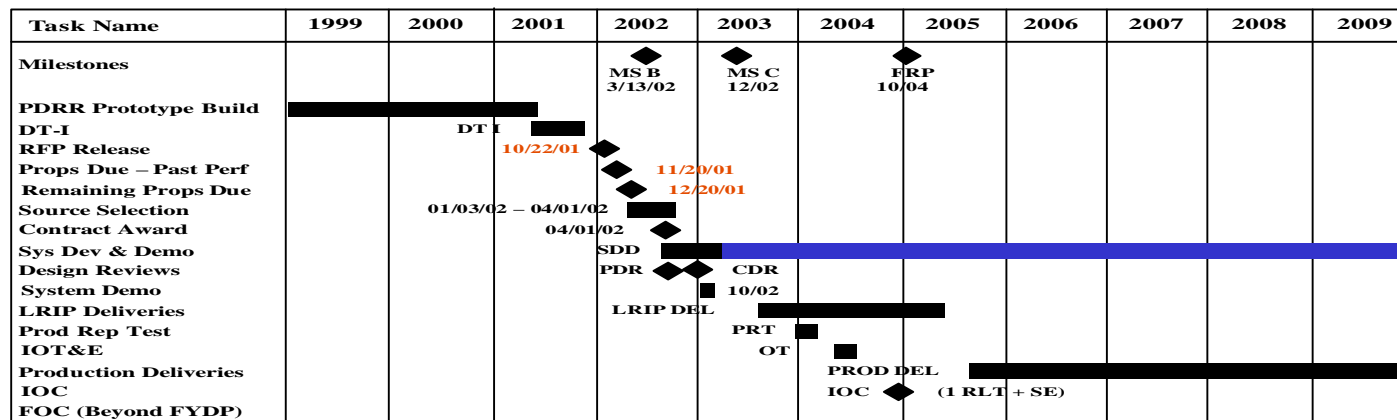 Task Name 1999 2000 2001 2002 2003 2004 2005 2006 2007 2008 2009
Milestones
MS B MS C FRP
3/13/02 12/02 10/04
PDRR Prototype Build
DT-I DT I
RFP Release 10/22/01
Props Due – Past Perf 11/20/01
Remaining Props Due 12/20/01
Source Selection 01/03/02 – 04/01/02
Contract Award 04/01/02
Sys Dev & Demo SDD
Design Reviews PDR CDR
System Demo 10/02
LRIP Deliveries LRIP DEL
Prod Rep Test PRT
IOT&E OT
Production Deliveries PROD DEL
IOC IOC (1 RLT + SE)
FOC (Beyond FYDP)